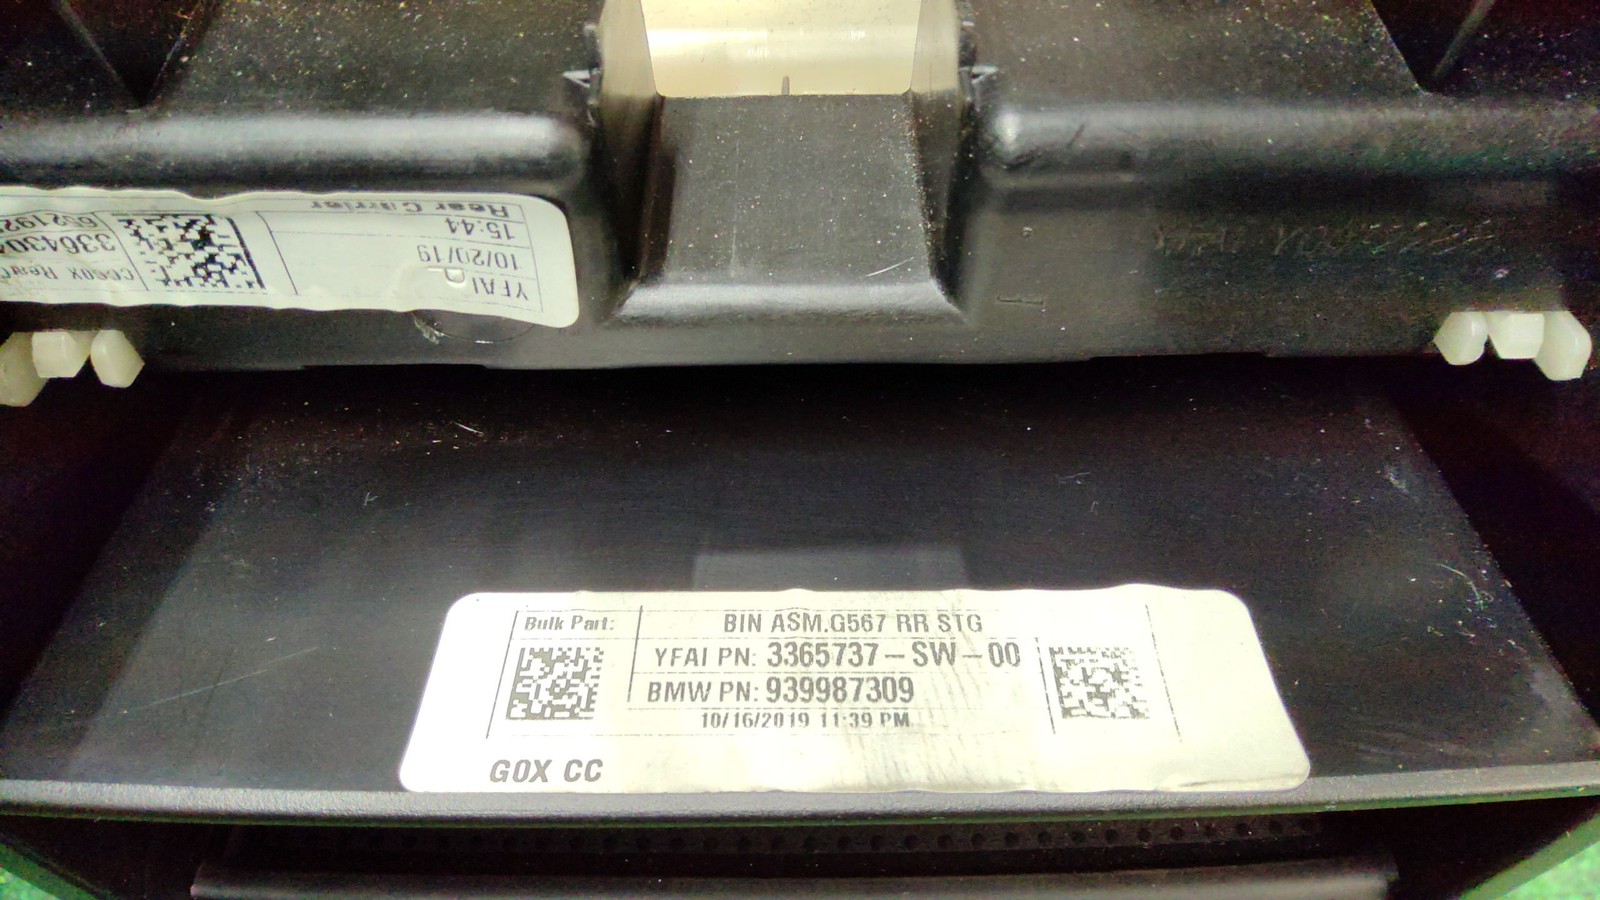 YFAI
10/20/19
15:44
Rear Carrier
Bulk Part:
BIN ASM,G567 RR STG
YFAI PN: 3365737-SW-00
BMW PN: 939987309
10/16/2019 11:39 PM
G0X CC